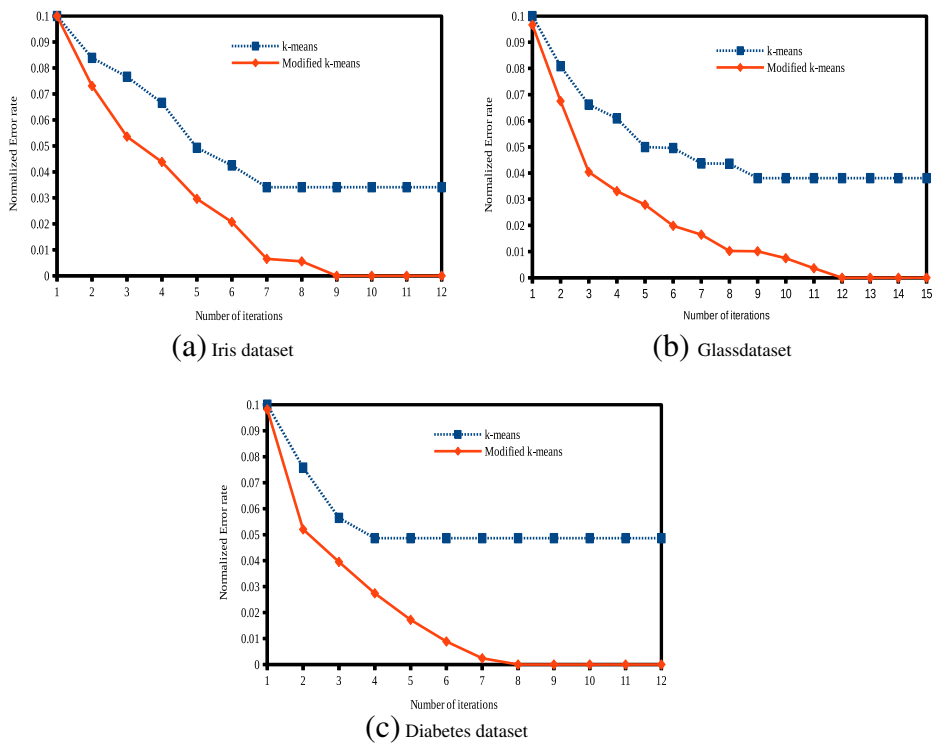 0.1
0.09
0.08
0.07
0.06
0.05
0.04
0.03
0.02
0.01
0
Normalized Error rate
k-means
Modified k-means
1 2 3 4 5 6 7 8 9 10 11 12
Number of iterations
(a) Iris dataset
0.1
0.09
0.08
0.07
0.06
0.05
0.04
0.03
0.02
0.01
0
Normalized Error rate
k-means
Modified k-means
1 2 3 4 5 6 7 8 9 10 11 12 13 14 15
Number of iterations
(b) Glassdataset
0.1
0.09
0.08
0.07
0.06
0.05
0.04
0.03
0.02
0.01
0
Normalized Error rate
k-means
Modified k-means
1 2 3 4 5 6 7 8 9 10 11 12
Number of iterations
(c) Diabetes dataset